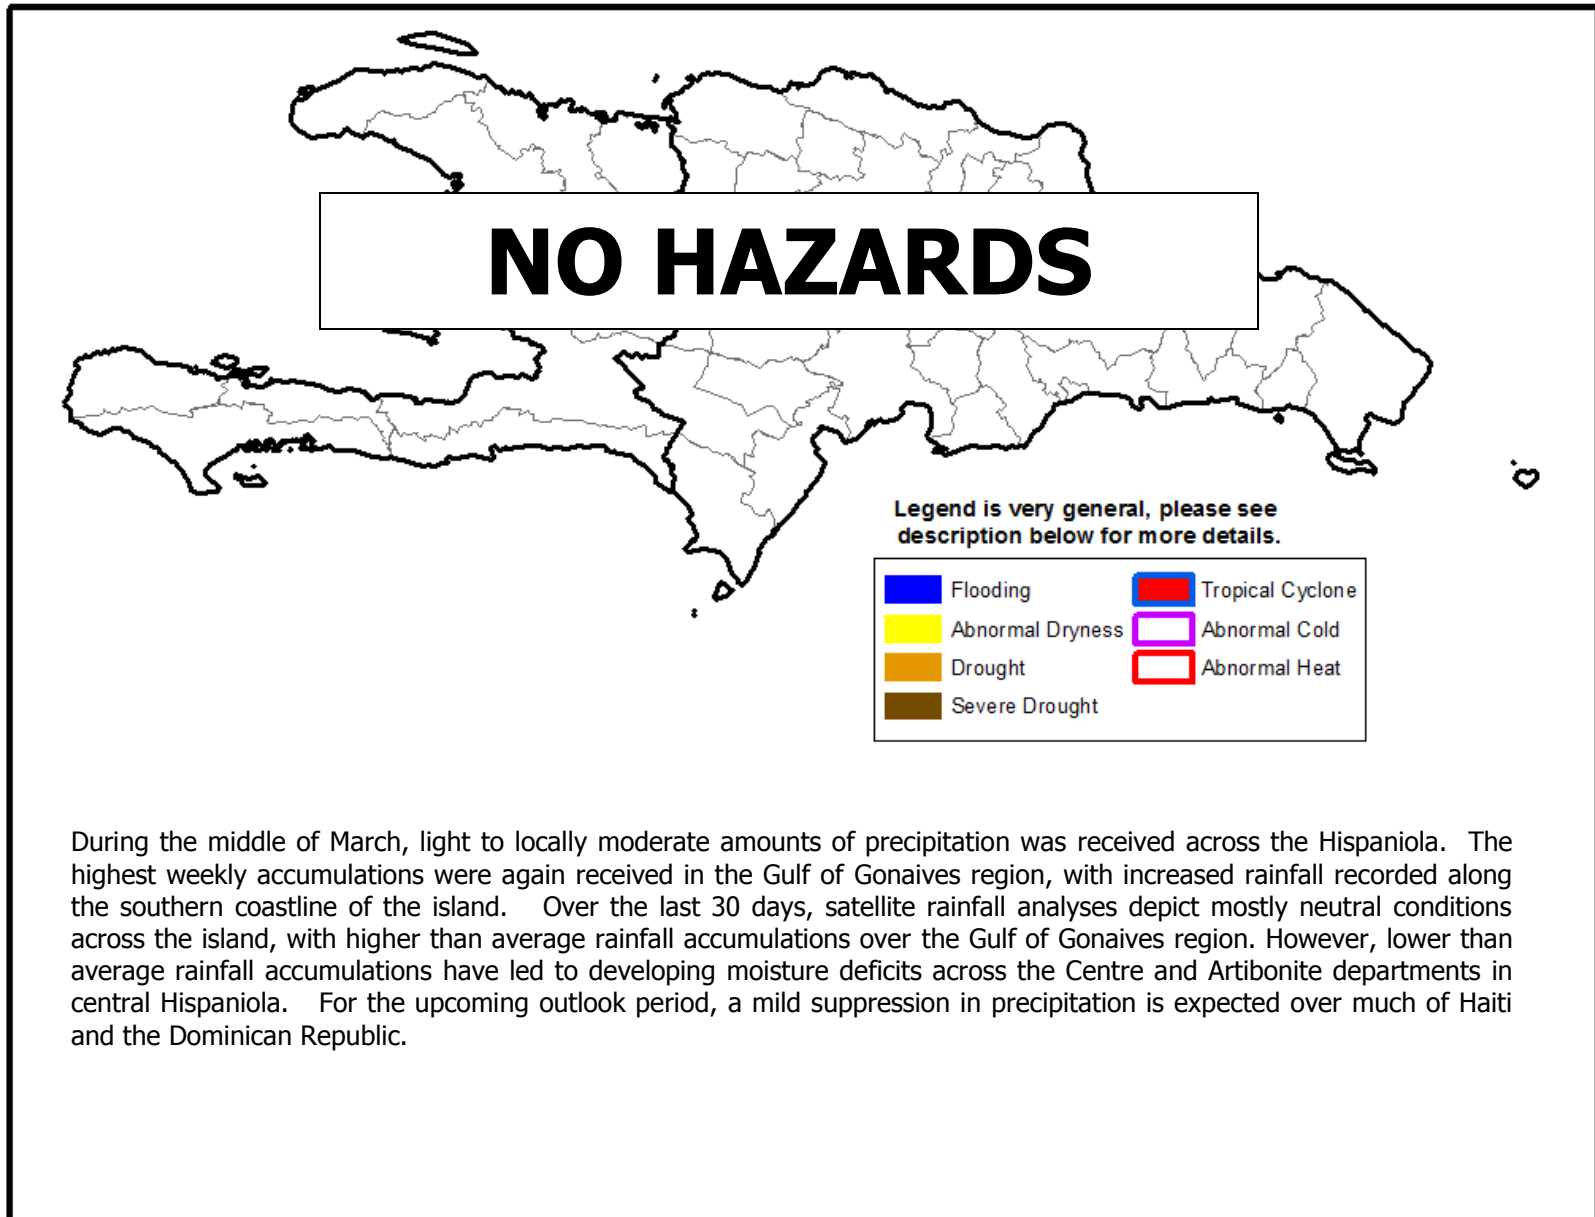 NO HAZARDS
Legend is very general, please see
description below for more details.
Flooding
Tropical Cyclone
Abnormal Dryness
Abnormal Cold
Drought
Abnormal Heat
Severe Drought
During the middle of March, light to locally moderate amounts of precipitation was received across the Hispaniola. The
highest weekly accumulations were again received in the Gulf of Gonaives region, with increased rainfall recorded along
the southern coastline of the island. Over the last 30 days, satellite rainfall analyses depict mostly neutral conditions
across the island, with higher than average rainfall accumulations over the Gulf of Gonaives region. However, lower than
average rainfall accumulations have led to developing moisture deficits across the Centre and Artibonite departments in
central Hispaniola. For the upcoming outlook period, a mild suppression in precipitation is expected over much of Haiti
and the Dominican Republic.